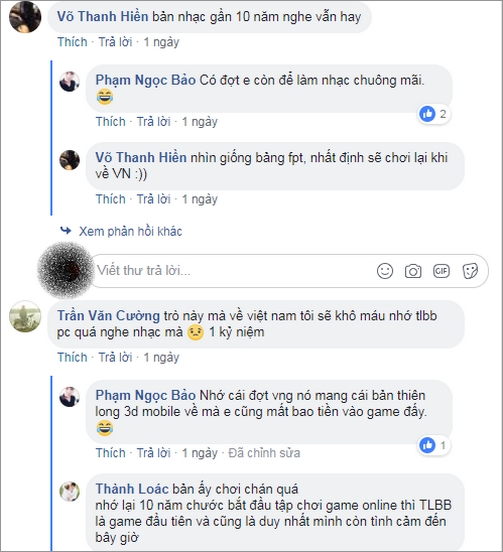 Võ Thanh Hiền bản nhạc gần 10 năm nghe vẫn hay
Thích · Trả lời · 1 ngày
Phạm Ngọc Bảo Có đợt e còn để làm nhạc chuông mãi.
😂
2
Thích · Trả lời · 1 ngày
Võ Thanh Hiền nhìn giống bảng fpt, nhất định sẽ chơi lại khi
về VN :))
Thích · Trả lời · 1 ngày
Xem phản hồi khác
Viết thư trả lời...
GIF
Trần Văn Cường trò này mà về việt nam tôi sẽ khô máu nhớ tlbb
pc quá nghe nhạc mà 😣 1 kỷ niệm
Thích · Trả lời · 1 ngày
Phạm Ngọc Bảo Nhớ cái đợt vng nó mang cái bản thiên
long 3d mobile về mà e cũng mất bao tiền vào game đấy.
😂
1
Thích · Trả lời · 1 ngày · Đã chỉnh sửa
Thành Loác bản ấy chơi chán quá
nhớ lại 10 năm chước bắt đầu tập chơi game online thì TLBB
là game đầu tiên và cũng là duy nhất mình còn tình cảm đến
bây giờ